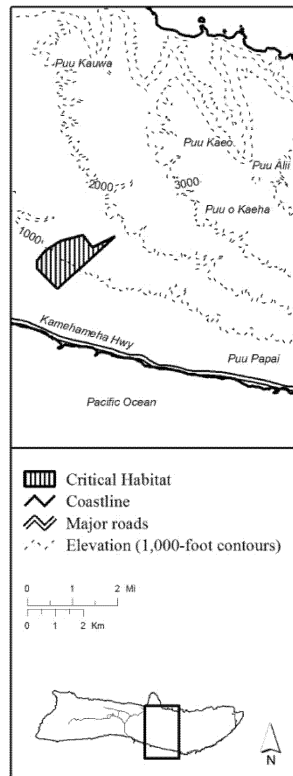 Puu Kauwa
Puu Kaeo
Puu Alii
2000
3000
Puu o Kaeha
1000
Kamehameha Hwy
Puu Papai
Pacific Ocean
Critical Habitat
Coastline
Major roads
Elevation (1,000-foot contours)
0 1 2 Mi
0 1 2 Km
N